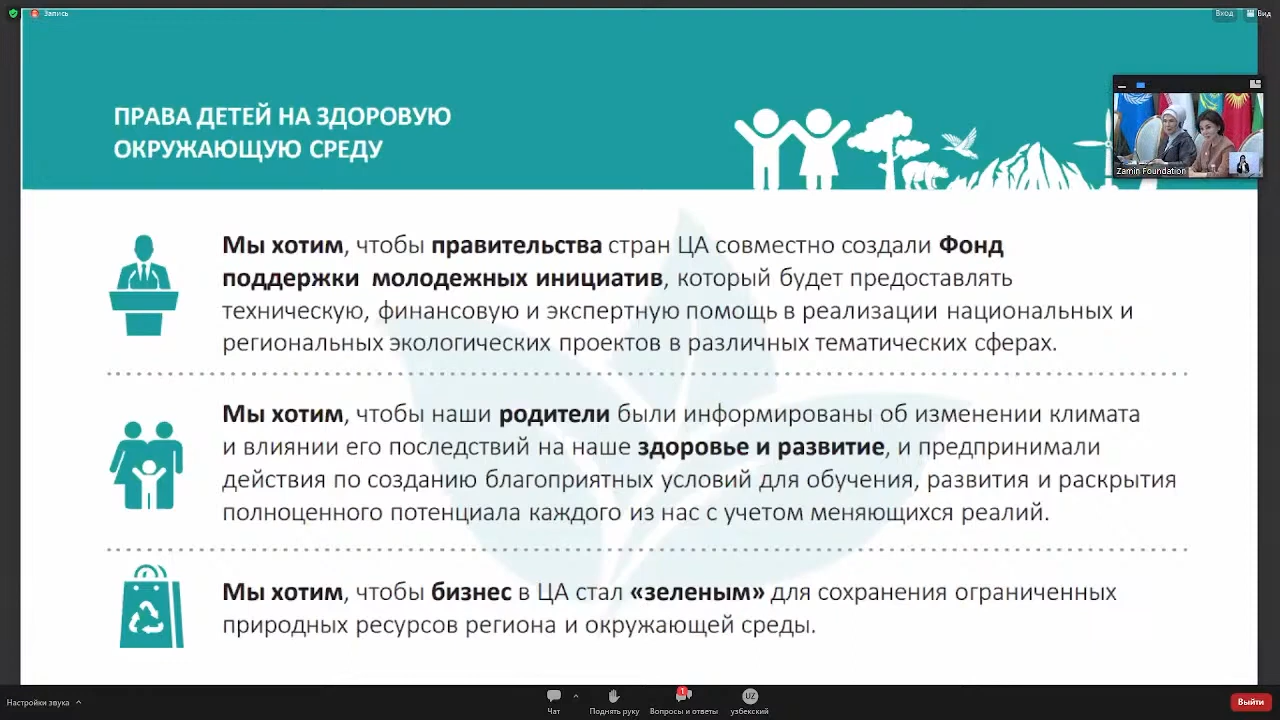 Запись
Вход
Вид
ПРАВА ДЕТЕЙ НА ЗДОРОВУЮ
ОКРУЖАЮЩУЮ СРЕДУ
Zamin Foundation
Мы хотим, чтобы правительства стран ЦА совместно создали Фонд
поддержки молодежных инициатив, который будет предоставлять
техническую, финансовую и экспертную помощь в реализации национальных и
региональных экологических проектов в различных тематических сферах.
Мы хотим, чтобы наши родители были информированы об изменении климата
и влиянии его последствий на наше здоровье и развитие, и предпринимали
действия по созданию благоприятных условий для обучения, развития и раскрытия
полноценного потенциала каждого из нас с учетом меняющихся реалий.
Мы хотим, чтобы бизнес в ЦА стал «зеленым» для сохранения ограниченных
природных ресурсов региона и окружающей среды.
Настройки звука
Чат
Поднять руку
1
Вопросы и ответы
UZ
узбекский
Выйти